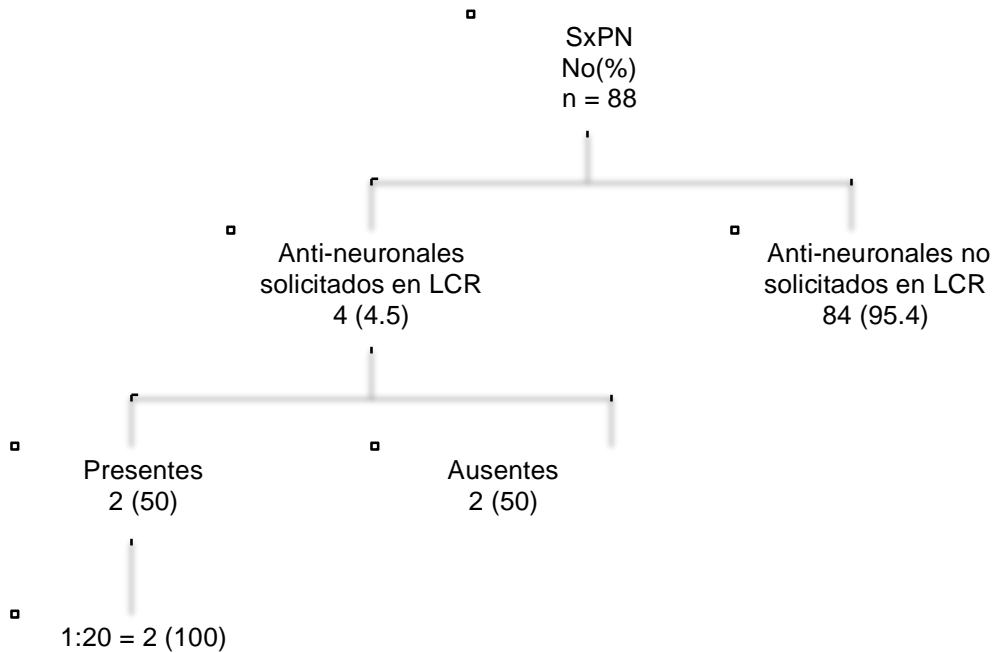 SxPN
No(%)
n = 88
Anti-neuronales
solicitados en LCR
4 (4.5)
Anti-neuronales no
solicitados en LCR
84 (95.4)
Presentes
2 (50)
Ausentes
2 (50)
1:20 = 2 (100)